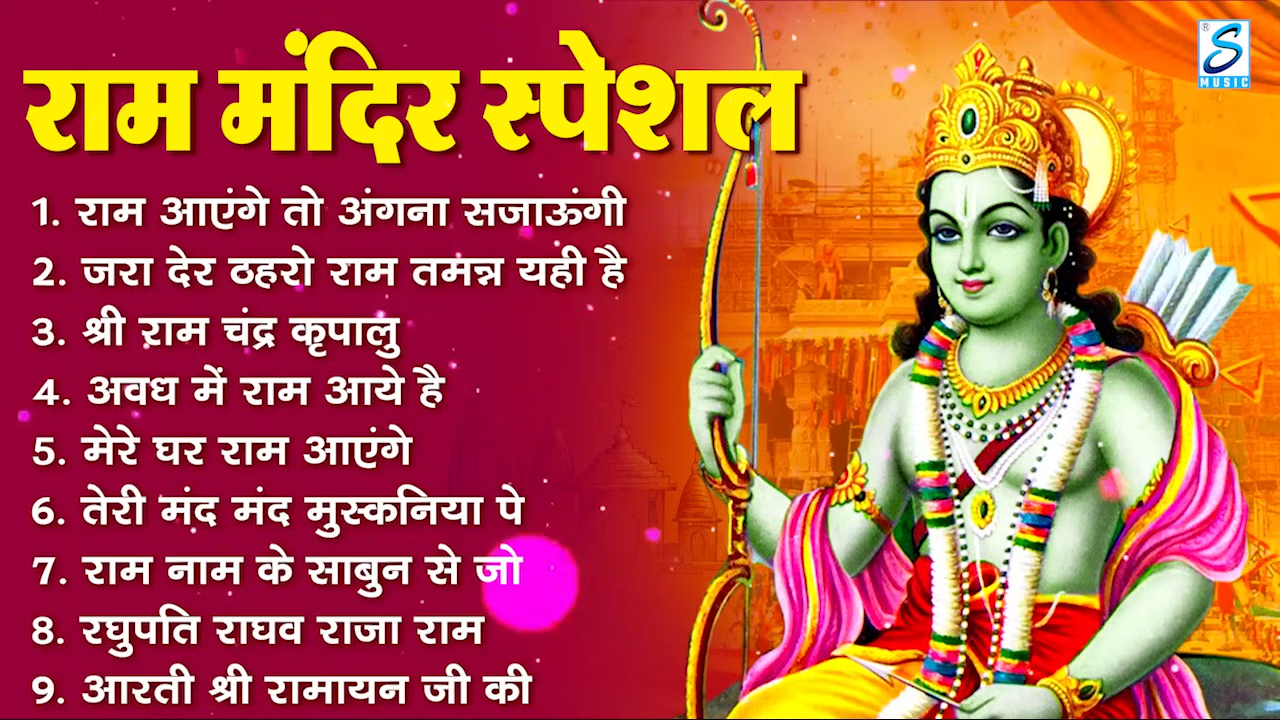 राम मंदिर स्पेशल
1. राम आएंगे तो अंगना सजाऊंगी
2. जरा देर ठहरो राम तमन्न यही है
3. श्री राम चंद्र कृपालु
4. अवध में राम आये है
5. मेरे घर राम आएंगे
6. तेरी मंद मंद मुस्कनिया पे
7. राम नाम के साबुन से जो
8. रघुपति राघव राजा राम
9. आरती श्री रामायन जी की
® S
MUSIC